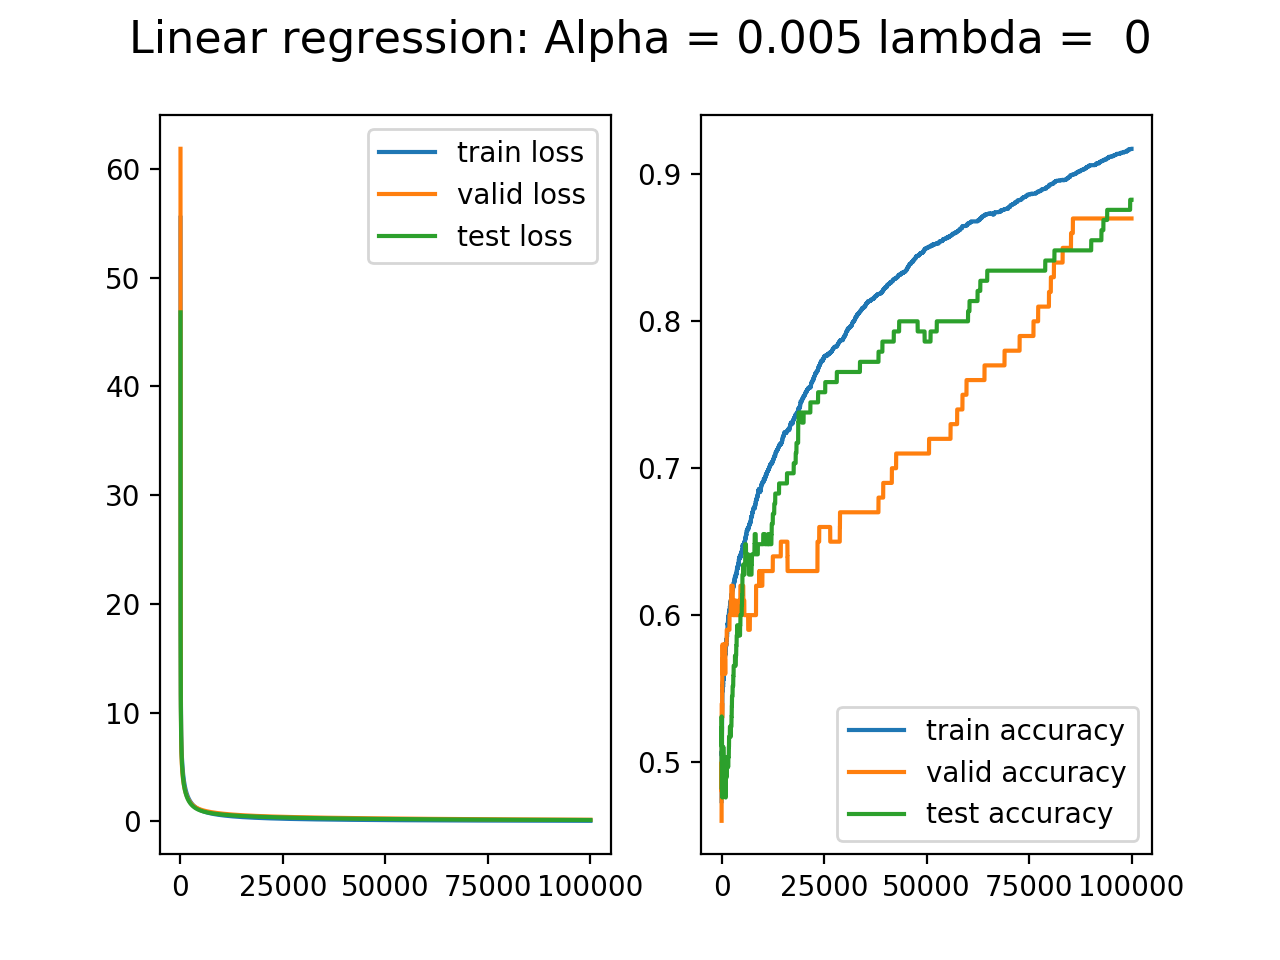 Linear regression: Alpha = 0.005 lambda =  0
60
50
40
30
20
10
0
0 25000 50000 75000 100000
train loss
valid loss
test loss
0.9
0.8
0.7
0.6
0.5
0 25000 50000 75000 100000
train accuracy
valid accuracy
test accuracy